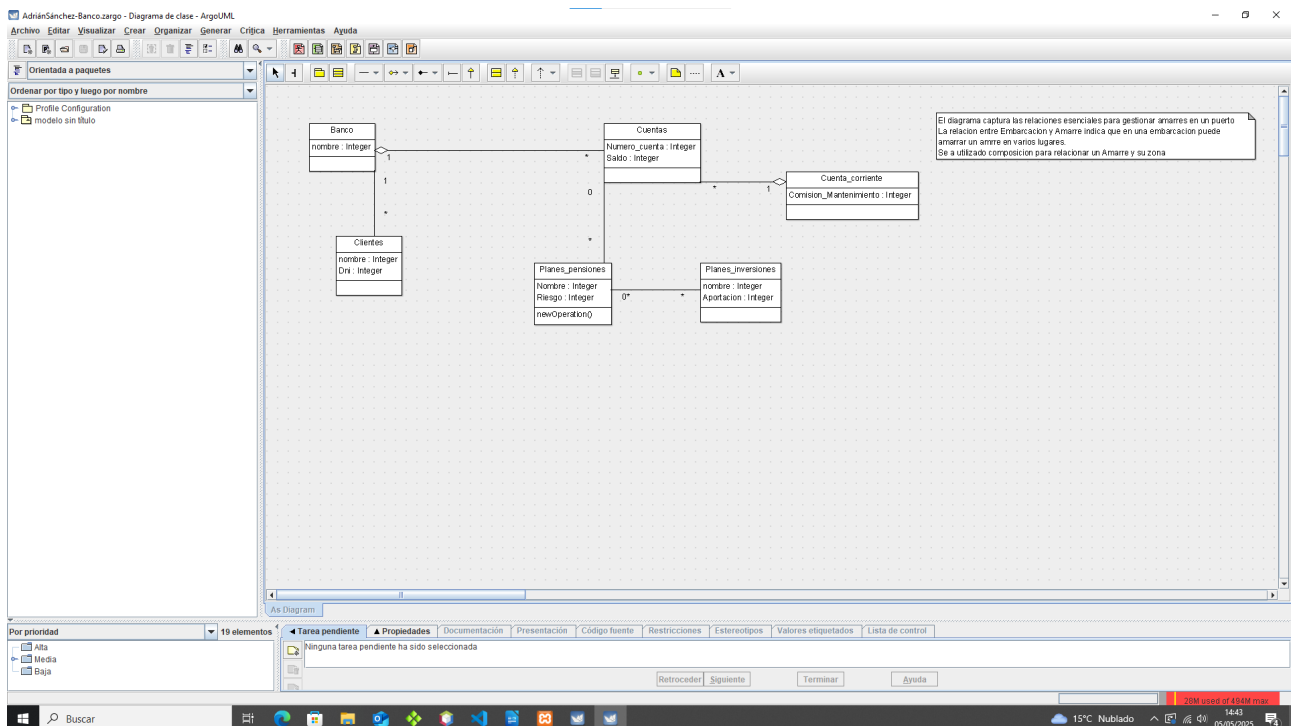 AdriánSánchez-Banco.zargo - Diagrama de clase - ArgoUML
Archivo Editar Visualizar Crear Organizar Generar Crítica Herramientas Ayuda
Orientada a paquetes
Ordenar por tipo y luego por nombre
Profile Configuration
modelo sin título
A
Banco
nombre : Integer
1
*
1
*
Clientes
nombre : Integer
Dni : Integer
Cuentas
Numero_cuenta : Integer
Saldo : Integer
*
1
0
*
Cuenta_corriente
Comision_Mantenimiento : Integer
Planes_pensiones
Nombre : Integer
Riesgo : Integer
newOperation()
0*
*
Planes_inversiones
nombre : Integer
Aportacion : Integer
El diagrama captura las relaciones esenciales para gestionar amarres en un puerto
La relacion entre Embarcacion y Amarre indica que en una embarcacion puede
amarrar un amrre en varios lugares.
Se a utilizado composicion para relacionar un Amarre y su zona
As Diagram
Por prioridad
19 elementos
Alta
Media
Baja
Tarea pendiente
Propiedades
Documentación
Presentación
Código fuente
Restricciones
Estereotipos
Valores etiquetados
Lista de control
Ninguna tarea pendiente ha sido seleccionada
Retroceder
Siguiente
Terminar
Ayuda
28M used of 494M max
Buscar
15°C Nublado
14:43
05/05/2025
4